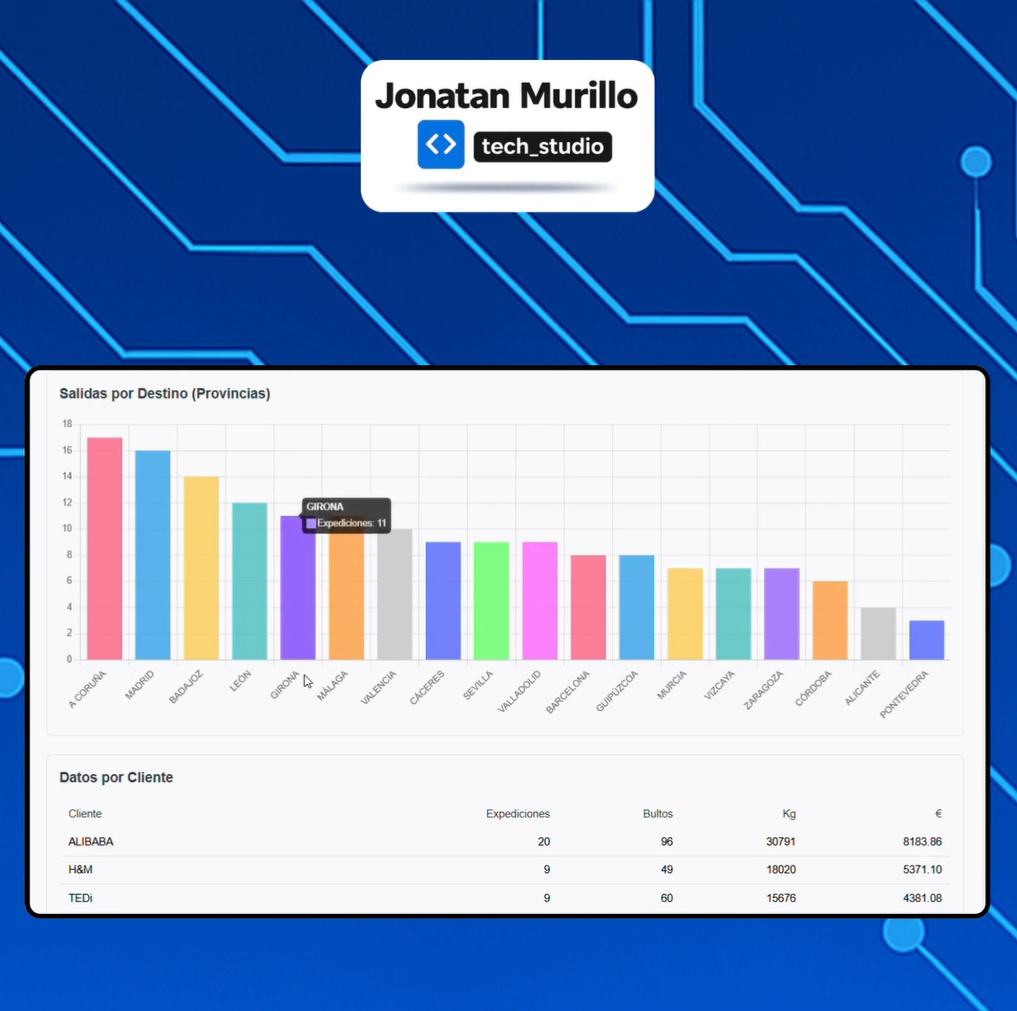 Jonatan Murillo
<> tech_studio
Salidas por Destino (Provincias)
18
16
14
12
10
8
6
4
2
0
GIRONA
Expediciones: 11
A CORUÑA
MADRID
BADAJOZ
LEÓN
GIRONA
MÁLAGA
VALENCIA
CÁCERES
SEVILLA
VALLADOLID
BARCELONA
GUIPÚZCOA
MURCIA
VIZCAYA
ZARAGOZA
CÓRDOBA
ALICANTE
PONTEVEDRA
Datos por Cliente
Cliente Expediciones Bultos Kg €
ALIBABA 20 96 30791 8183.86
H&M 9 49 18020 5371.10
TEDi 9 60 15676 4381.08